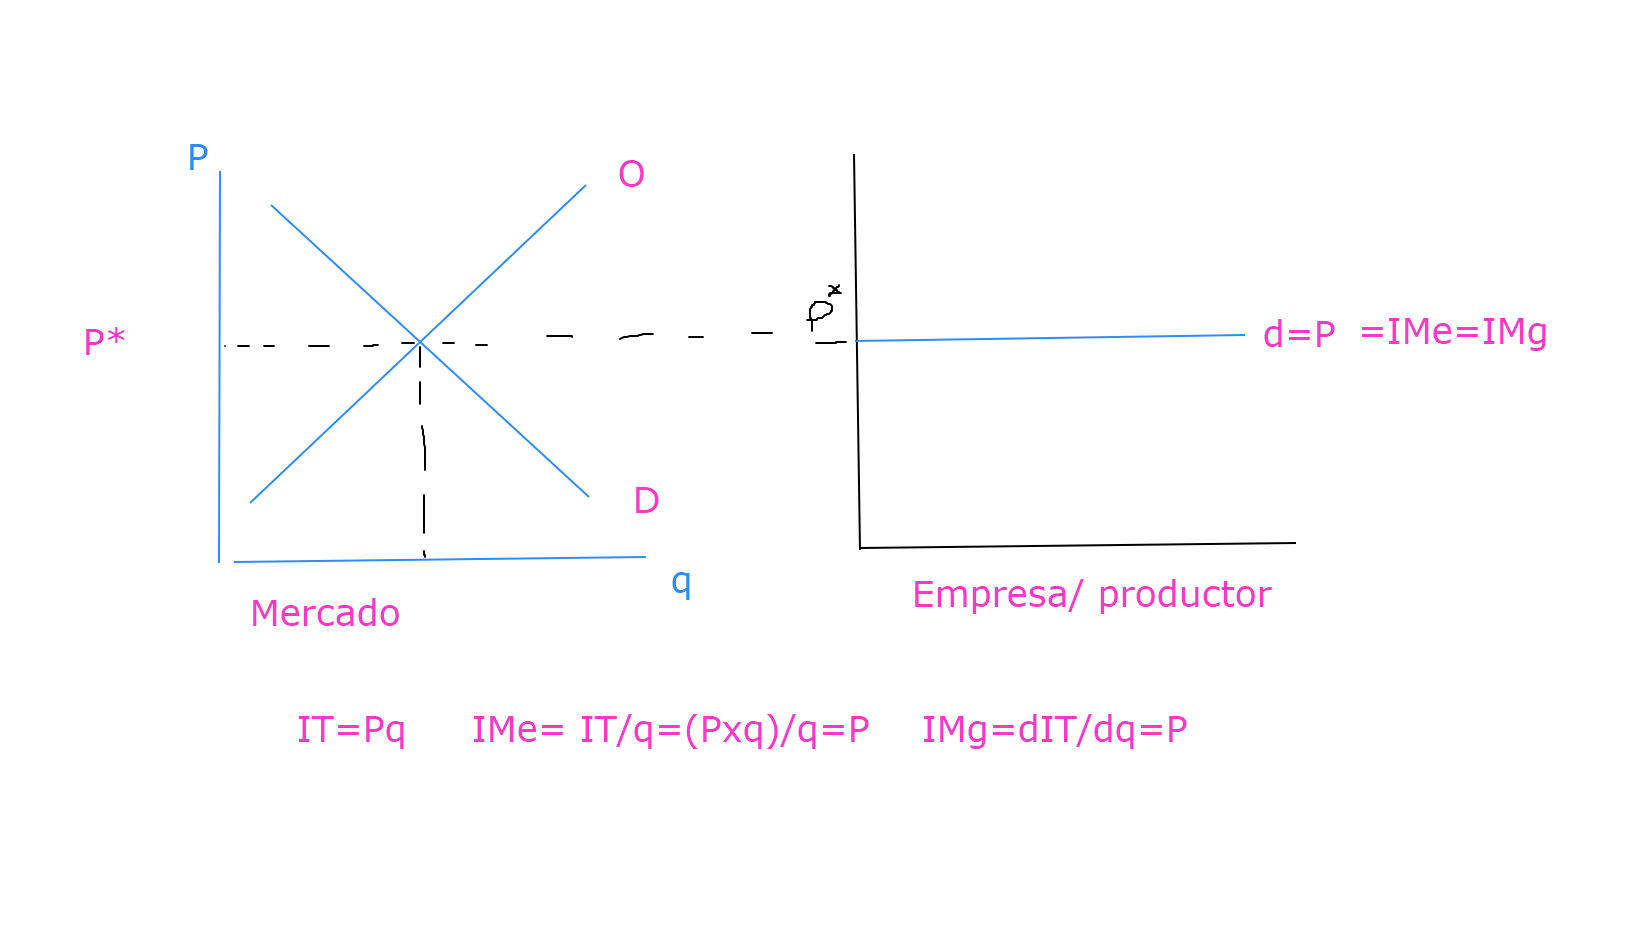 P
O
P*
P*
d=P =IMe=IMg
D
q
Mercado
Empresa/ productor
IT=Pq IMe= IT/q=(Pxq)/q=P IMg=dIT/dq=P